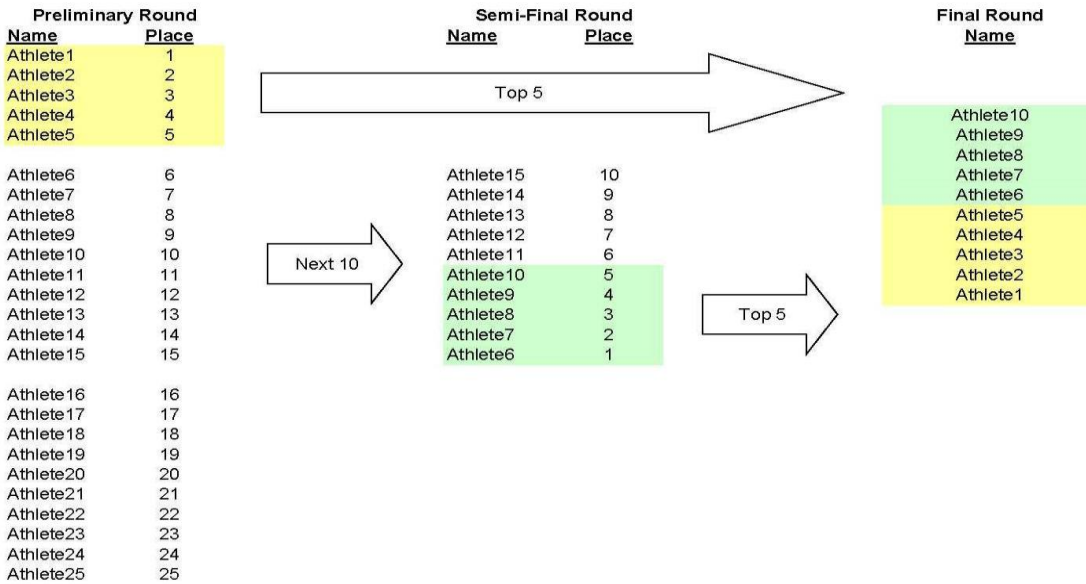 Preliminary Round
Name Place
Athlete1 1
Athlete2 2
Athlete3 3
Athlete4 4
Athlete5 5
Athlete6 6
Athlete7 7
Athlete8 8
Athlete9 9
Athlete10 10
Athlete11 11
Athlete12 12
Athlete13 13
Athlete14 14
Athlete15 15
Athlete16 16
Athlete17 17
Athlete18 18
Athlete19 19
Athlete20 20
Athlete21 21
Athlete22 22
Athlete23 23
Athlete24 24
Athlete25 25
Top 5
Next 10
Semi-Final Round
Name Place
Athlete15 10
Athlete14 9
Athlete13 8
Athlete12 7
Athlete11 6
Athlete10 5
Athlete9 4
Athlete8 3
Athlete7 2
Athlete6 1
Top 5
Final Round
Name
Athlete10
Athlete9
Athlete8
Athlete7
Athlete6
Athlete5
Athlete4
Athlete3
Athlete2
Athlete1